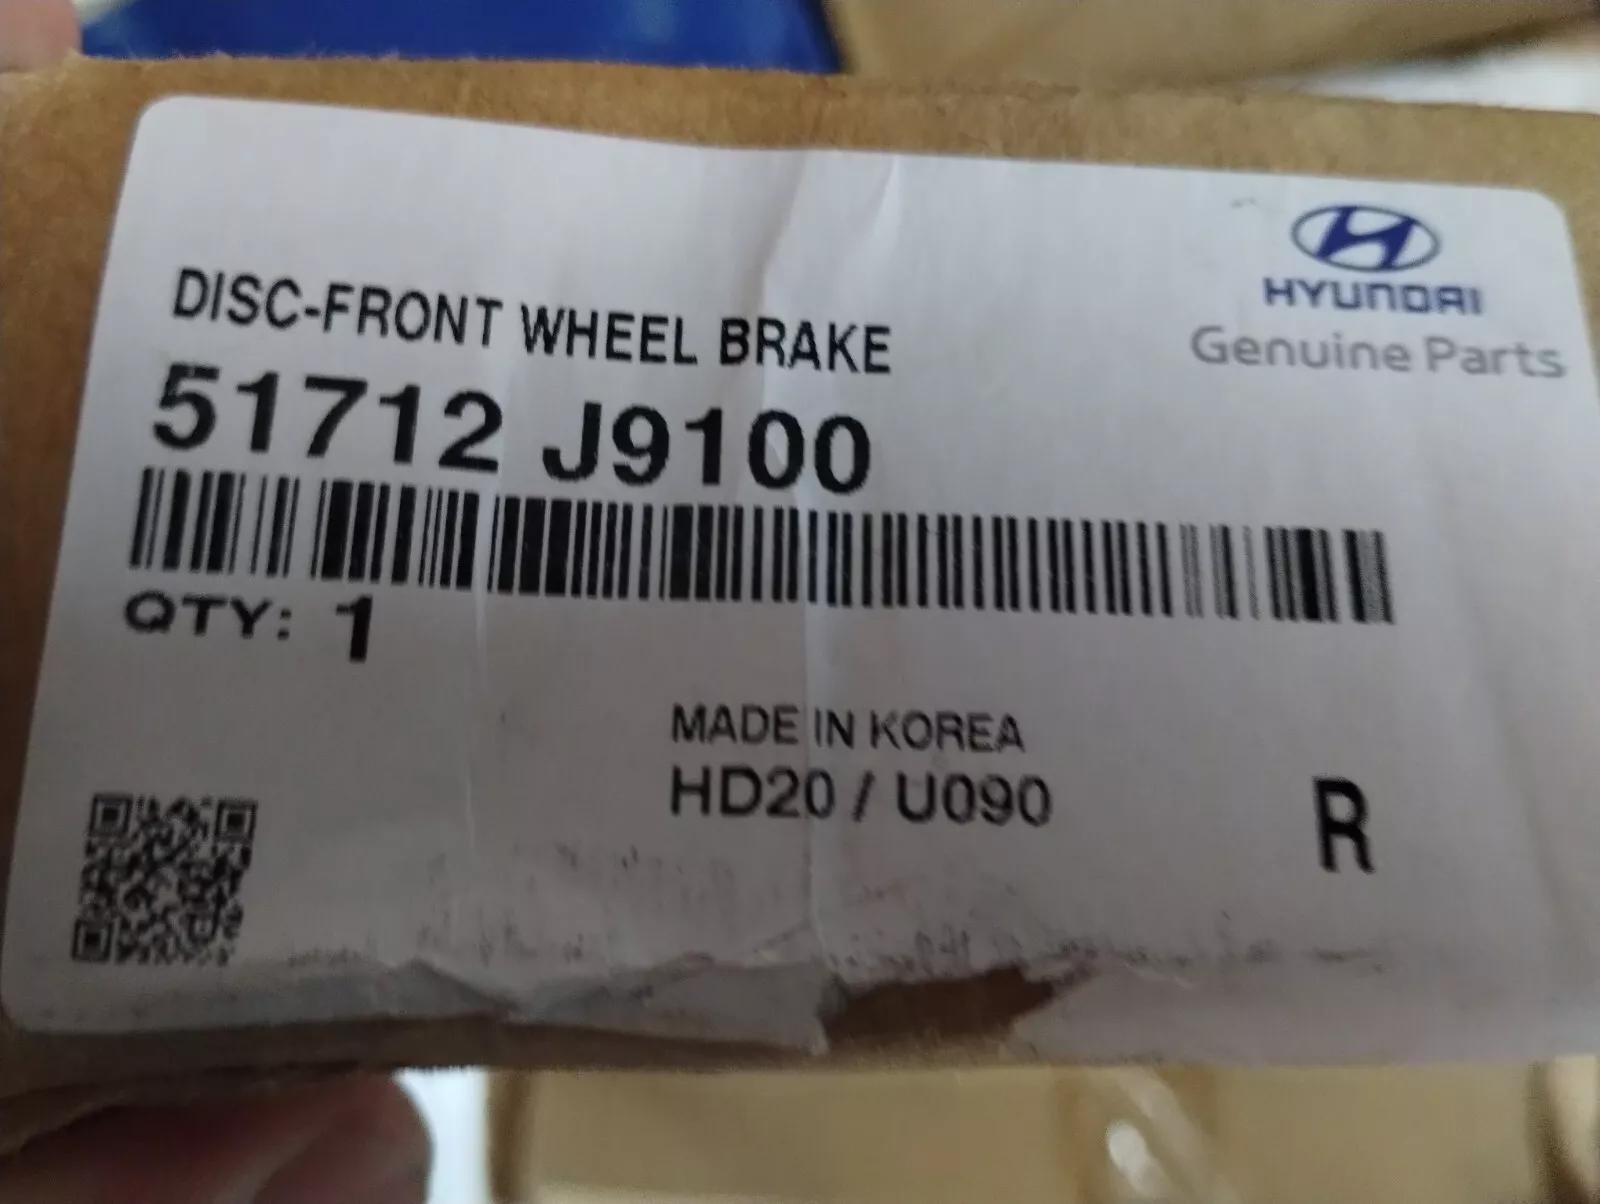 HYUNDAI
Genuine Parts
DISC-FRONT WHEEL BRAKE
51712 J9100
QTY: 1
MADE IN KOREA
HD20 / U090
R